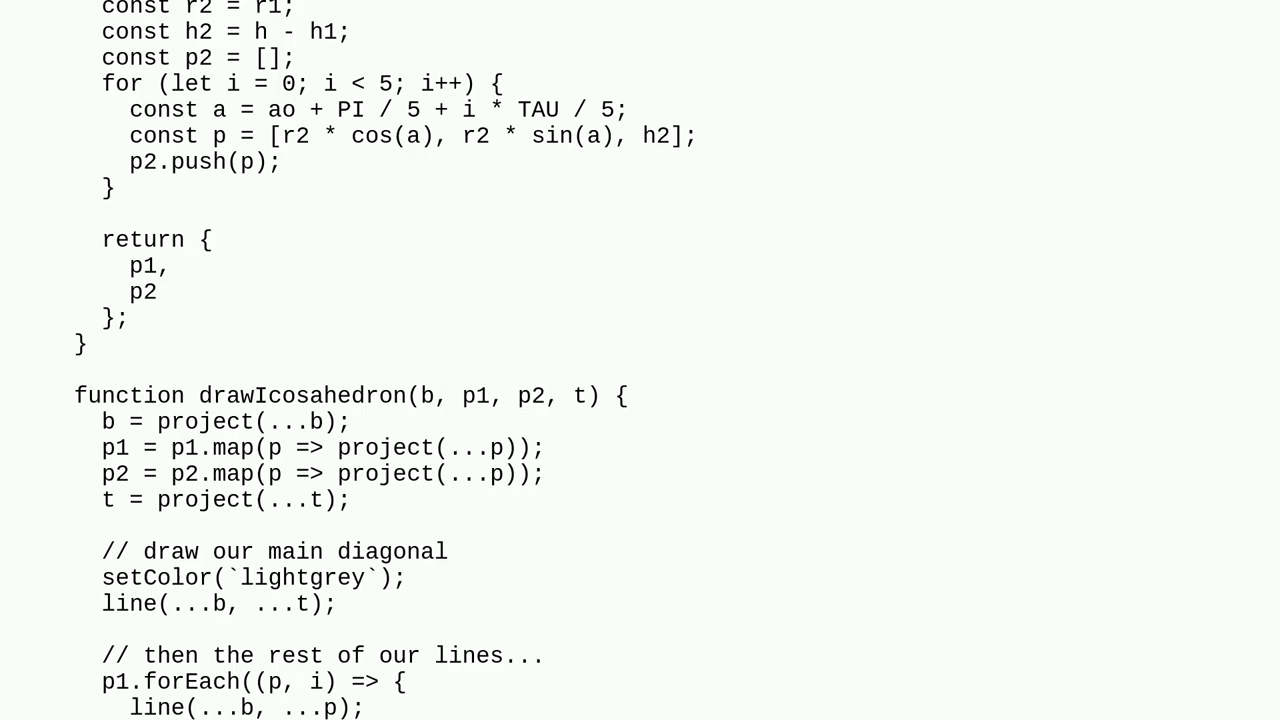 const r2 = r1;
const h2 = h - h1;
const p2 = [];
for (let i = 0; i < 5; i++) {
const a = ao + PI / 5 + i * TAU / 5;
const p = [r2 * cos(a), r2 * sin(a), h2];
p2.push(p);
}
return {
p1,
p2
};
}
function drawIcosahedron(b, p1, p2, t) {
b = project(...b);
p1 = p1.map(p => project(...p));
p2 = p2.map(p => project(...p));
t = project(...t);
// draw our main diagonal
setColor(`lightgrey`);
line(...b, ...t);
// then the rest of our lines...
p1.forEach((p, i) => {
line(...b, ...p);